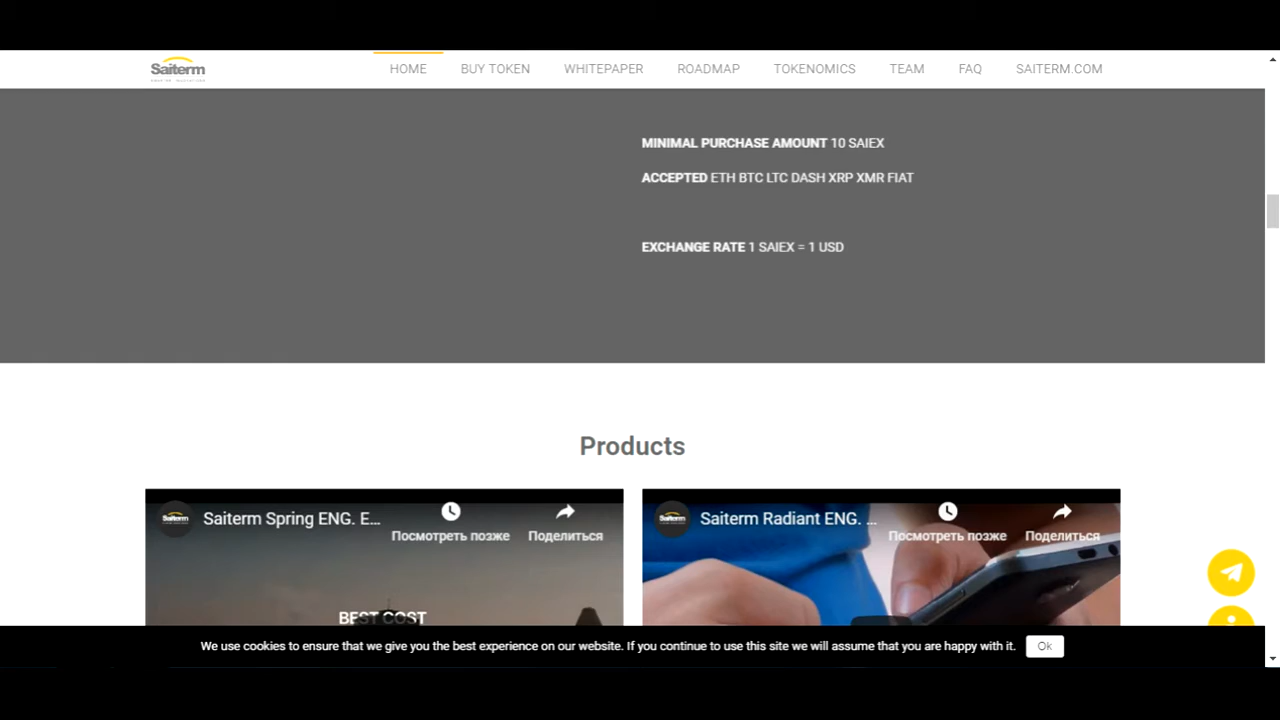 Saiterm
HOME BUY TOKEN WHITEPAPER ROADMAP TOKENOMICS TEAM FAQ SAITERM.COM
MINIMAL PURCHASE AMOUNT 10 SAIEX
ACCEPTED ETH BTC LTC DASH XRP XMR FIAT
EXCHANGE RATE 1 SAIEX = 1 USD
Products
Saiterm Spring ENG. E...
Посмотреть позже
Поделиться
BEST COST
Saiterm Radiant ENG. ...
Посмотреть позже
Поделиться
We use cookies to ensure that we give you the best experience on our website. If you continue to use this site we will assume that you are happy with it. Ok